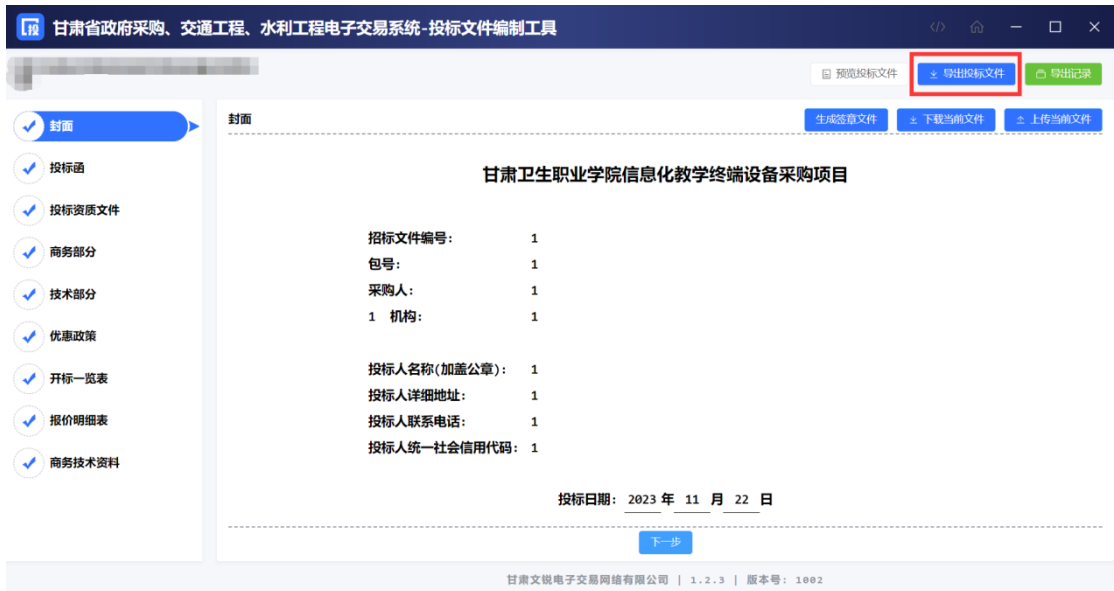 投 甘肃省政府采购、交通工程、水利工程电子交易系统-投标文件编制工具
预览投标文件 导出投标文件 导出记录
封面
投标函
投标资质文件
商务部分
技术部分
优惠政策
开标一览表
报价明细表
商务技术资料
封面 生成签章文件 下载当前文件 上传当前文件
甘肃卫生职业学院信息化教学终端设备采购项目
招标文件编号： 1
包号： 1
采购人： 1
1 机构： 1
投标人名称(加盖公章)： 1
投标人详细地址： 1
投标人联系电话： 1
投标人统一社会信用代码： 1
投标日期： 2023 年 11 月 22 日
下一步
甘肃文锐电子交易网络有限公司 | 1.2.3 | 版本号: 1002